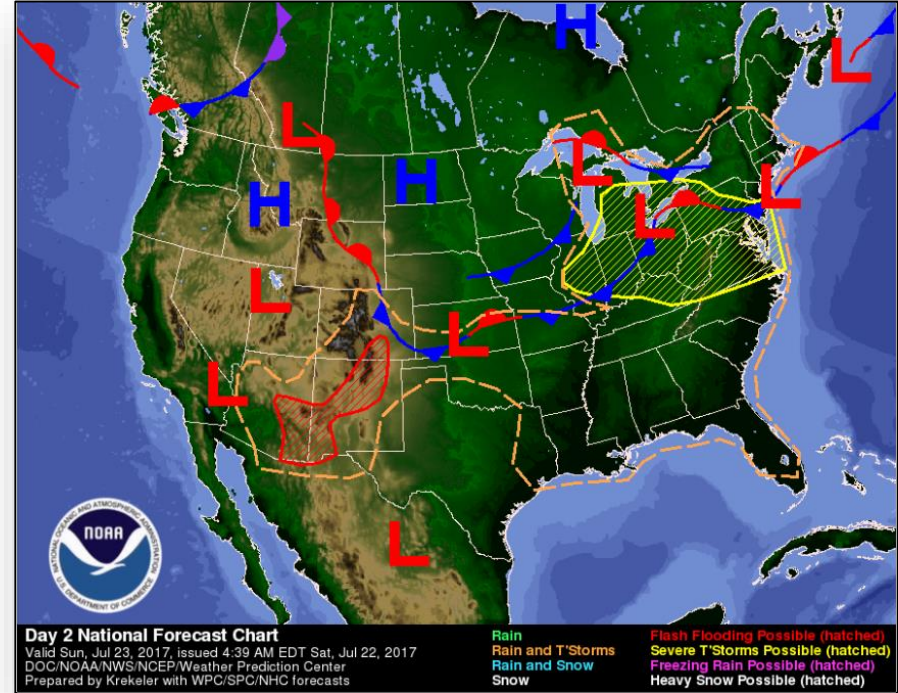 H
L
L
H
H
L
L
L
L
L
L
L
NATIONAL OCEANIC AND ATMOSPHERIC ADMINISTRATION
NOAA
U.S. DEPARTMENT OF COMMERCE
Day 2 National Forecast Chart
Valid Sun, Jul 23, 2017, issued 4:39 AM EDT Sat, Jul 22, 2017
DOC/NOAA/NWS/NCEP/Weather Prediction Center
Prepared by Krekeler with WPC/SPC/NHC forecasts
Rain
Rain and T'Storms
Rain and Snow
Snow
Flash Flooding Possible (hatched)
Severe T'Storms Possible (hatched)
Freezing Rain Possible (hatched)
Heavy Snow Possible (hatched)